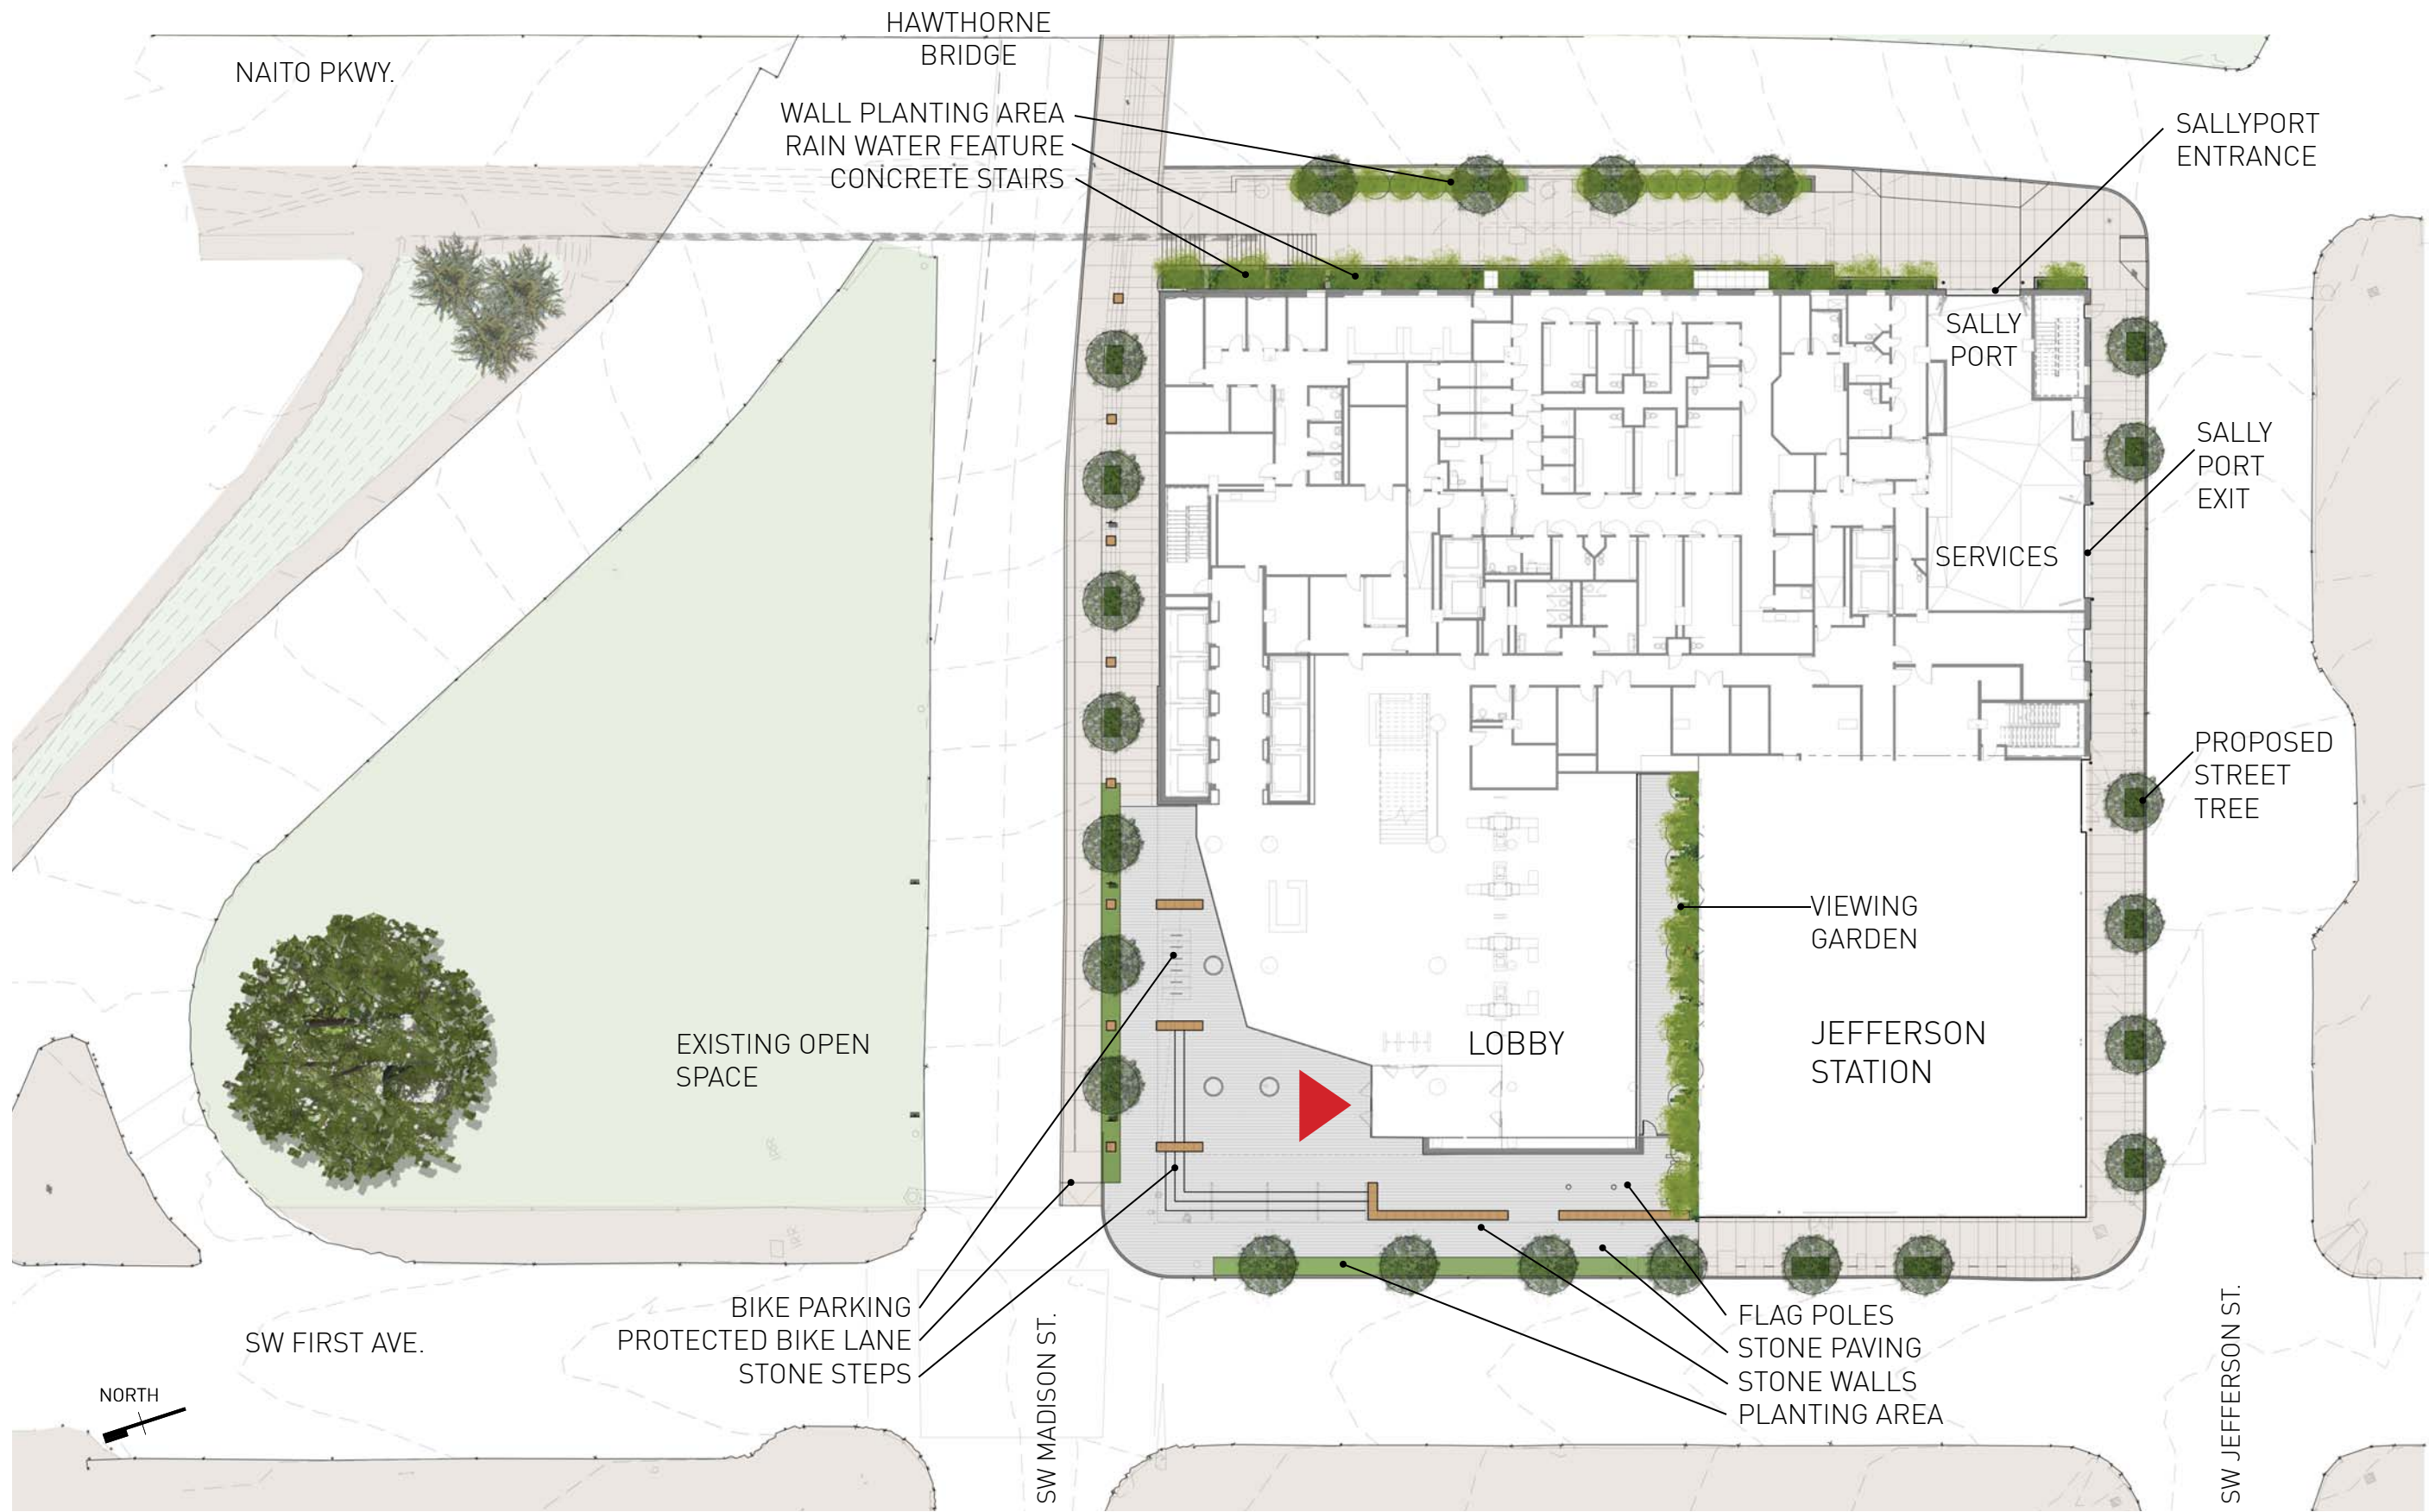 HAWTHORNE
BRIDGE
NAITO PKWY.
WALL PLANTING AREA
RAIN WATER FEATURE
CONCRETE STAIRS
SALLYPORT
ENTRANCE
SALLY
PORT
SALLY
PORT
EXIT
SERVICES
PROPOSED
STREET
TREE
VIEWING
GARDEN
JEFFERSON
STATION
LOBBY
EXISTING OPEN
SPACE
BIKE PARKING
PROTECTED BIKE LANE
STONE STEPS
FLAG POLES
STONE PAVING
STONE WALLS
PLANTING AREA
SW FIRST AVE.
NORTH
SW MADISON ST.
SW JEFFERSON ST.